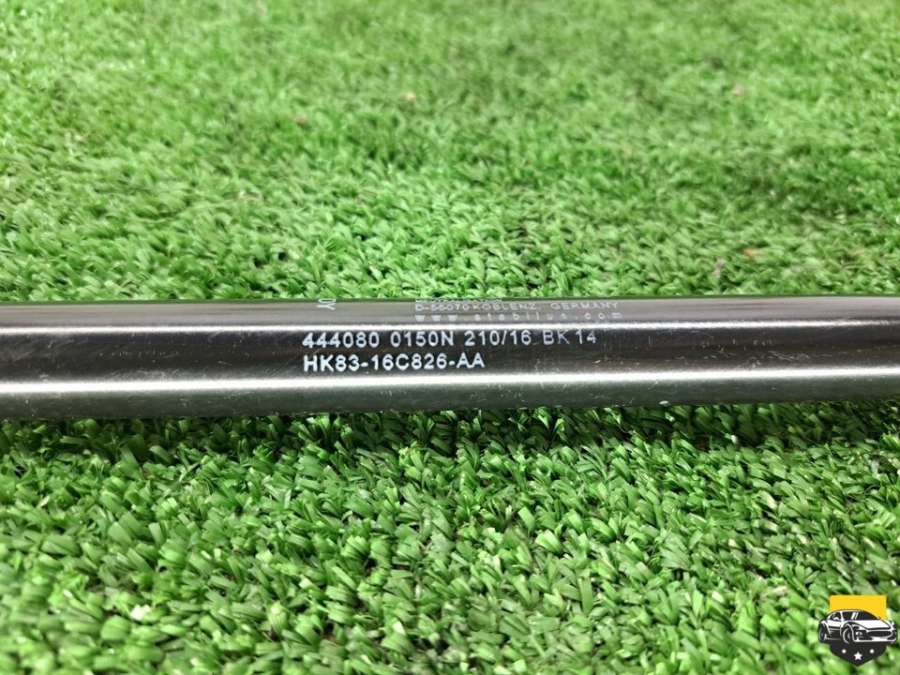 D-56070 KOBLENZ, GERMANY
www.stabilus.com
444080 0150N 210/16 BK14
HK83-16C826-AA